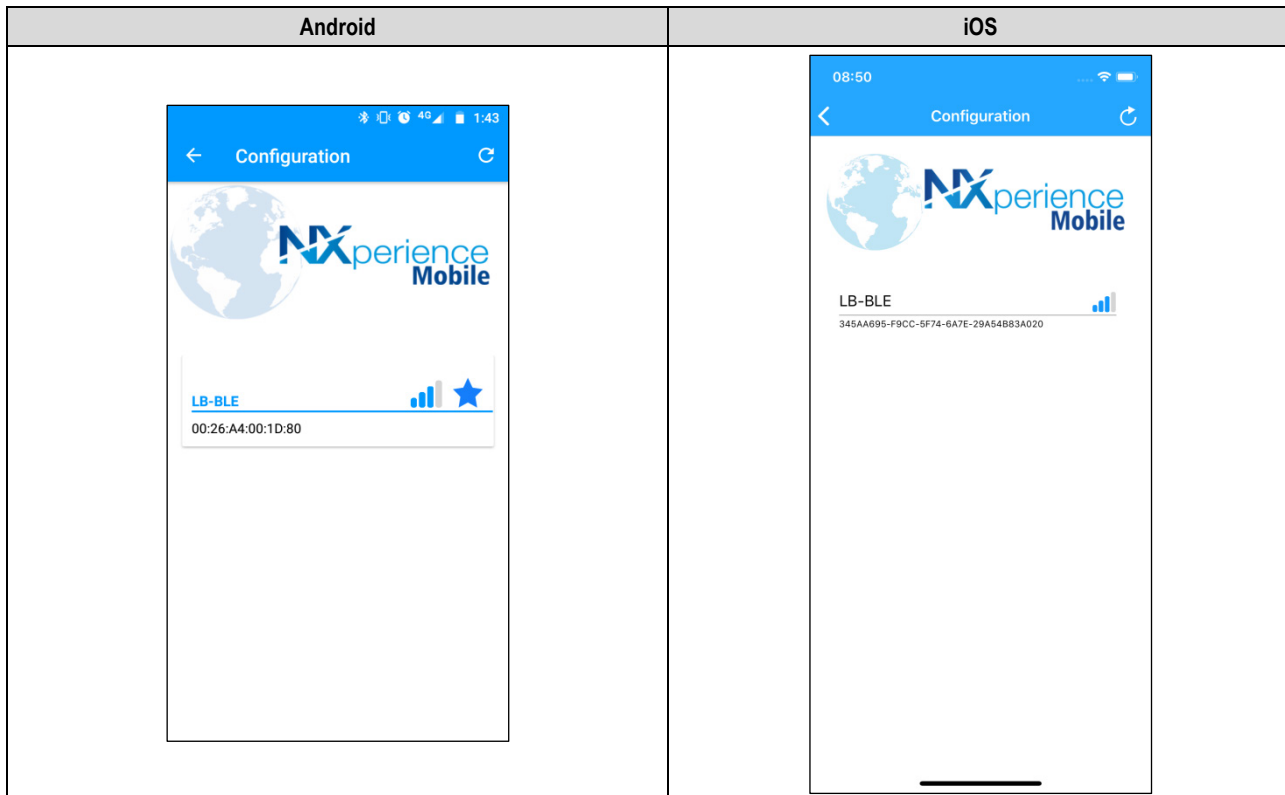 Android
iOS
4G 1:43
Configuration
NXperience
Mobile
LB-BLE
00:26:A4:00:1D:80
08:50
Configuration
NXperience
Mobile
LB-BLE
345AA695-F9CC-5F74-6A7E-29A54B83A020